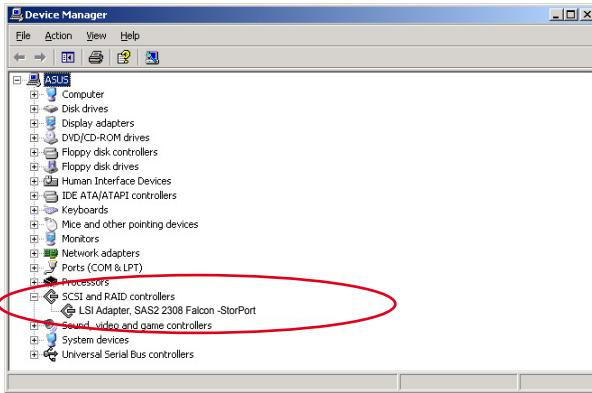 Device Manager
File Action View Help
ASUS
Computer
Disk drives
Display adapters
DVD/CD-ROM drives
Floppy disk controllers
Floppy disk drives
Human Interface Devices
IDE ATA/ATAPI controllers
Keyboards
Mice and other pointing devices
Monitors
Network adapters
Ports (COM & LPT)
Processors
SCSI and RAID controllers
LSI Adapter, SAS2 2308 Falcon -StorPort
Sound, video and game controllers
System devices
Universal Serial Bus controllers